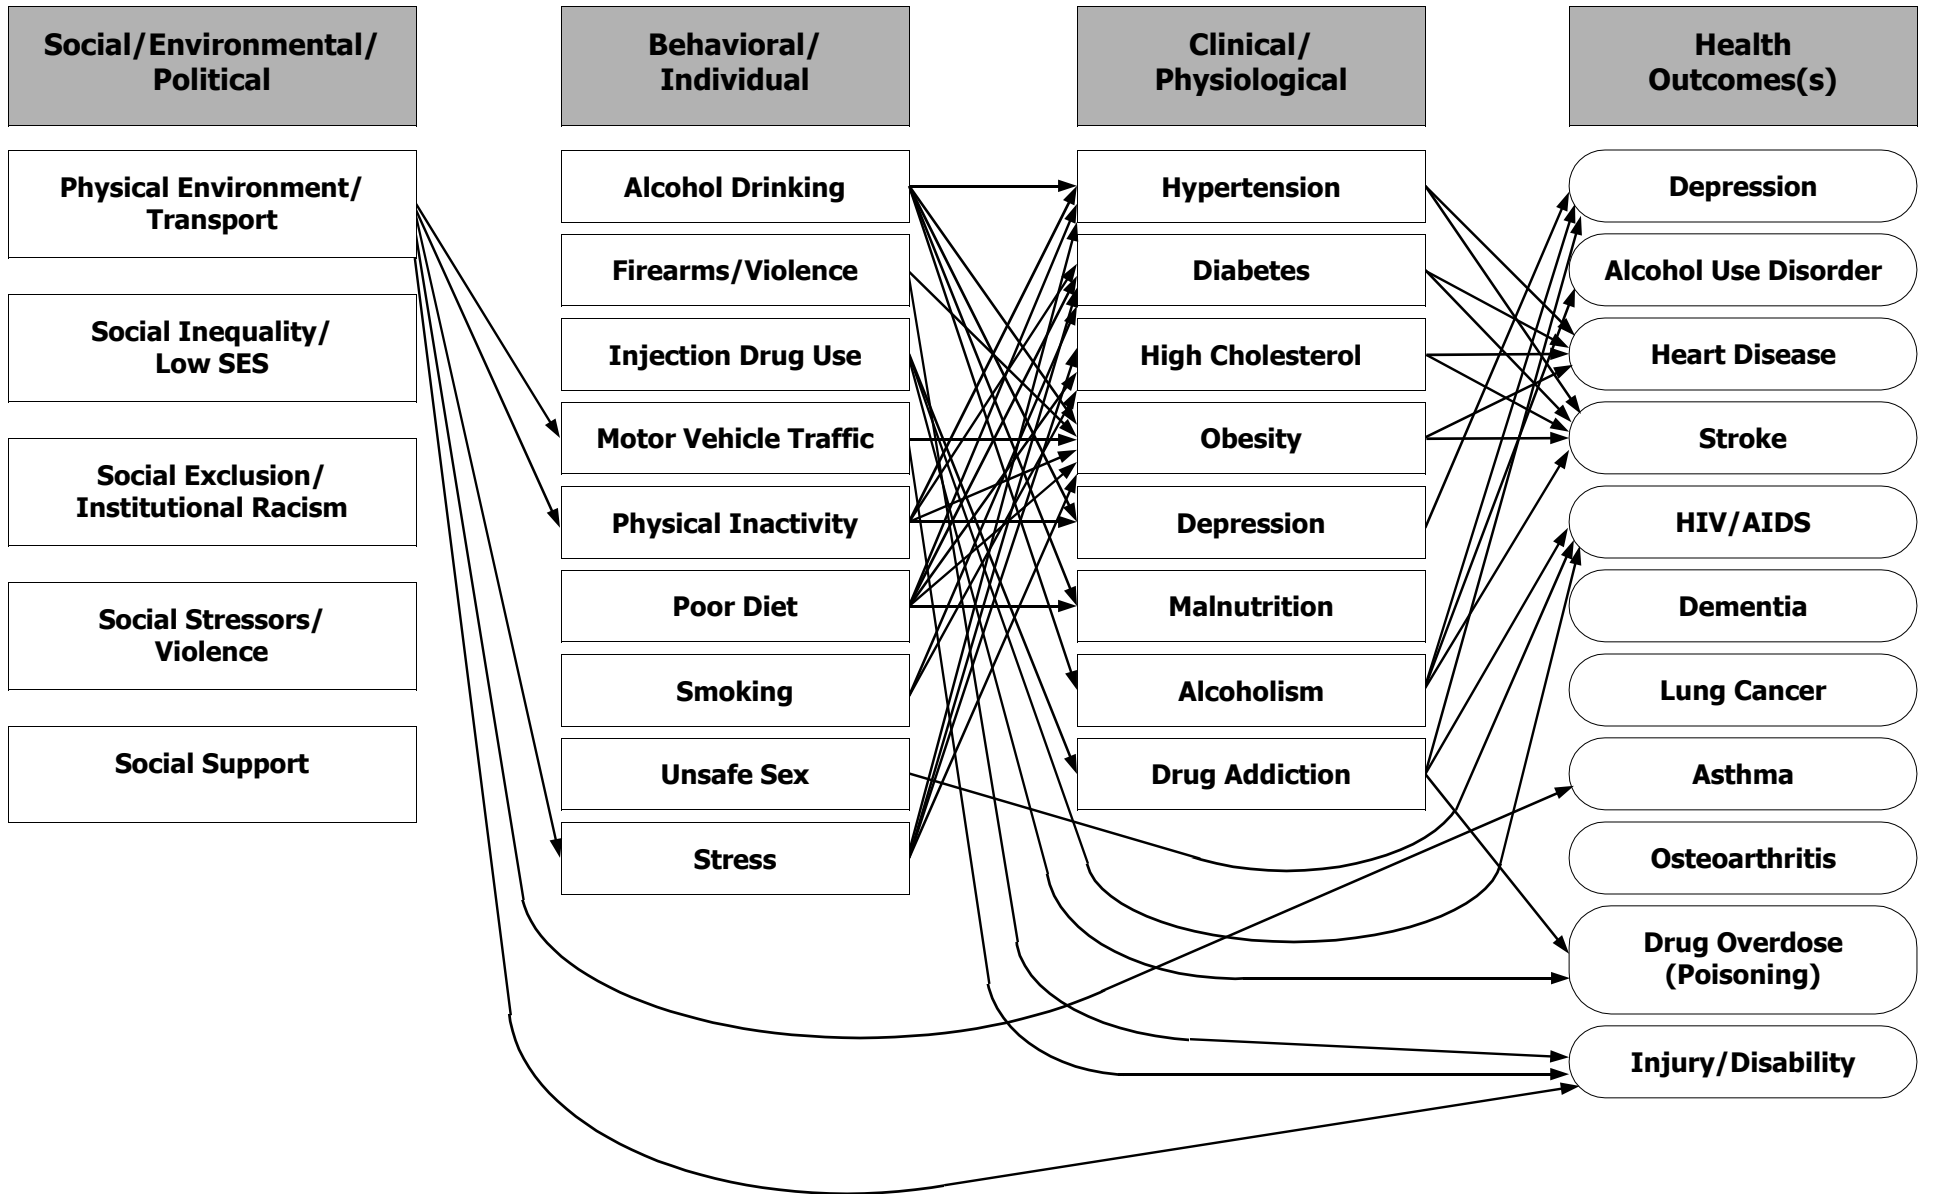 Social/Environmental/
Political
Physical Environment/
Transport
Social Inequality/
Low SES
Social Exclusion/
Institutional Racism
Social Stressors/
Violence
Social Support
Behavioral/
Individual
Alcohol Drinking
Firearms/Violence
Injection Drug Use
Motor Vehicle Traffic
Physical Inactivity
Poor Diet
Smoking
Unsafe Sex
Stress
Clinical/
Physiological
Hypertension
Diabetes
High Cholesterol
Obesity
Depression
Malnutrition
Alcoholism
Drug Addiction
Health
Outcomes(s)
Depression
Alcohol Use Disorder
Heart Disease
Stroke
HIV/AIDS
Dementia
Lung Cancer
Asthma
Osteoarthritis
Drug Overdose
(Poisoning)
Injury/Disability